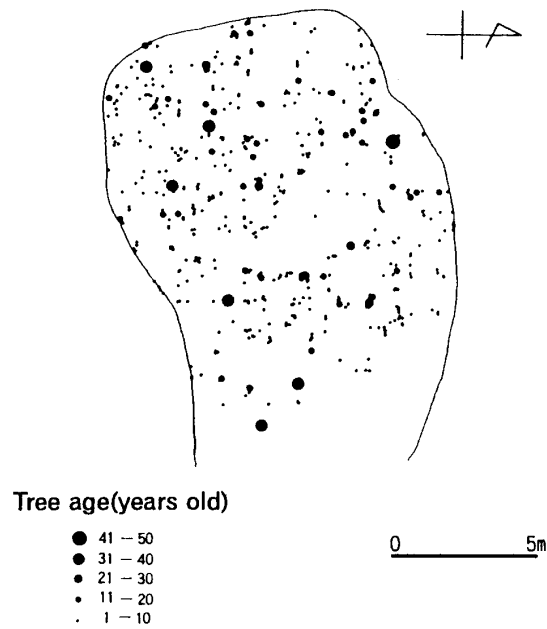 Tree age(years old)
41 – 50
31 – 40
21 – 30
11 – 20
1 – 10
0 5m